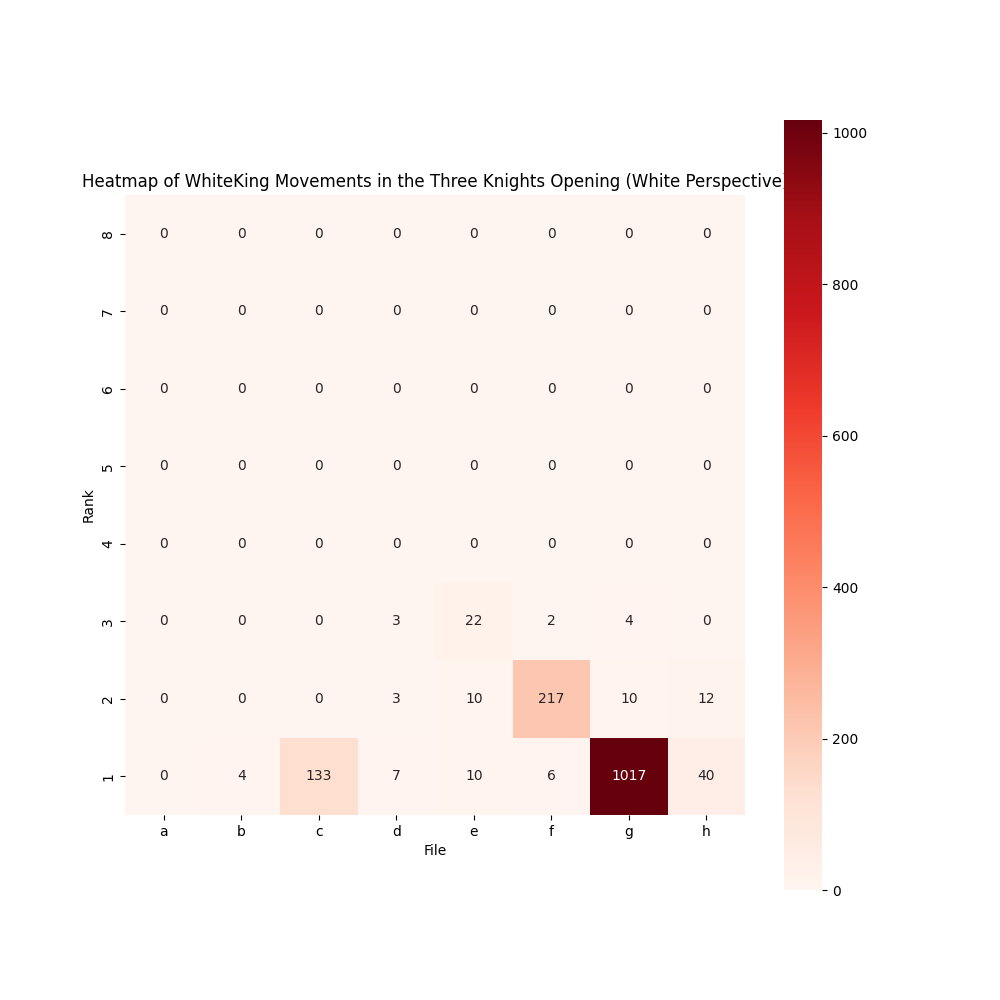 Heatmap of WhiteKing Movements in the Three Knights Opening (White Perspective
1000
800
600
400
200
0
Rank
8 0 0 0 0 0 0 0 0
7 0 0 0 0 0 0 0 0
6 0 0 0 0 0 0 0 0
5 0 0 0 0 0 0 0 0
4 0 0 0 0 0 0 0 0
3 0 0 0 3 22 2 4 0
2 0 0 0 3 10 217 10 12
1 0 4 133 7 10 6 1017 40
a b c d e f g h
File